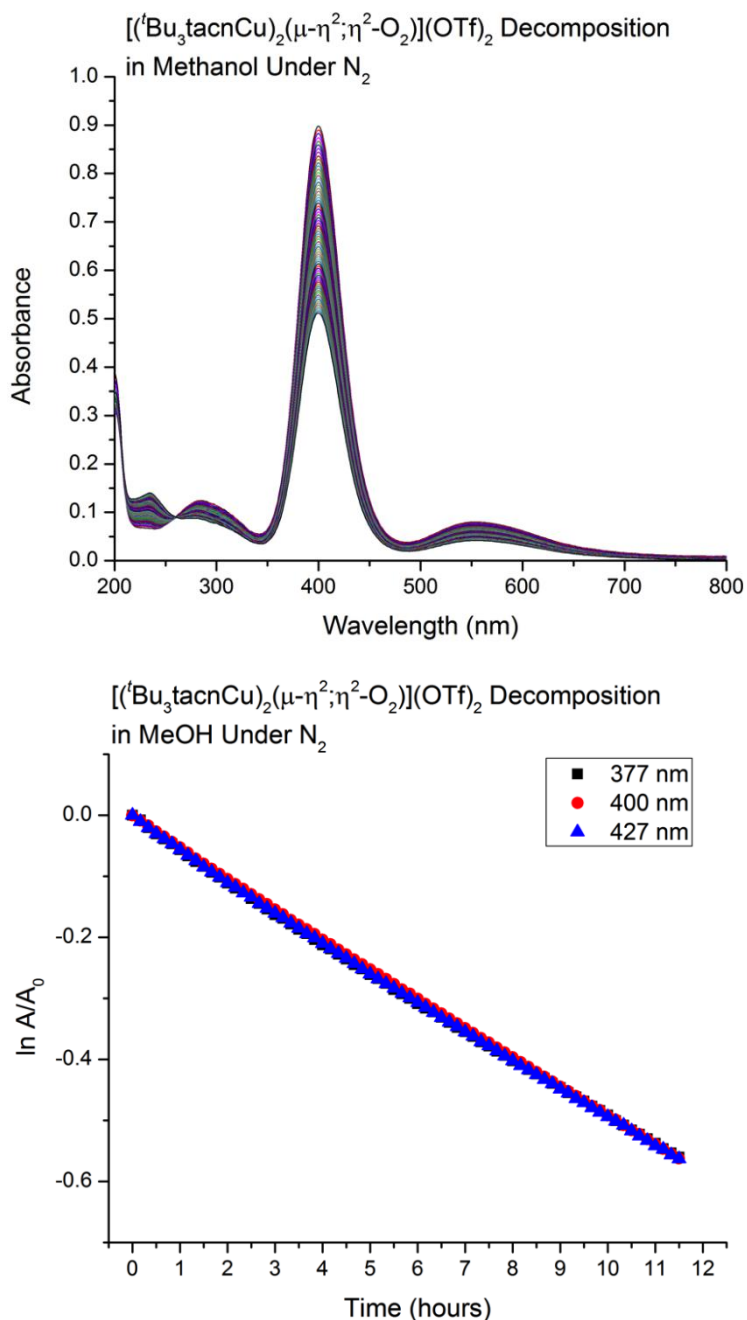 [(ᵗBu₃tacnCu)₂(μ-η²;η²-O₂)](OTf)₂ Decomposition
in Methanol Under N₂
1.0
0.9
0.8
0.7
0.6
0.5
0.4
0.3
0.2
0.1
0.0
Absorbance
200 300 400 500 600 700 800
Wavelength (nm)
[(ᵗBu₃tacnCu)₂(μ-η²;η²-O₂)](OTf)₂ Decomposition
in MeOH Under N₂
377 nm
400 nm
427 nm
0.0
-0.2
-0.4
-0.6
ln A/A₀
0 1 2 3 4 5 6 7 8 9 10 11 12
Time (hours)